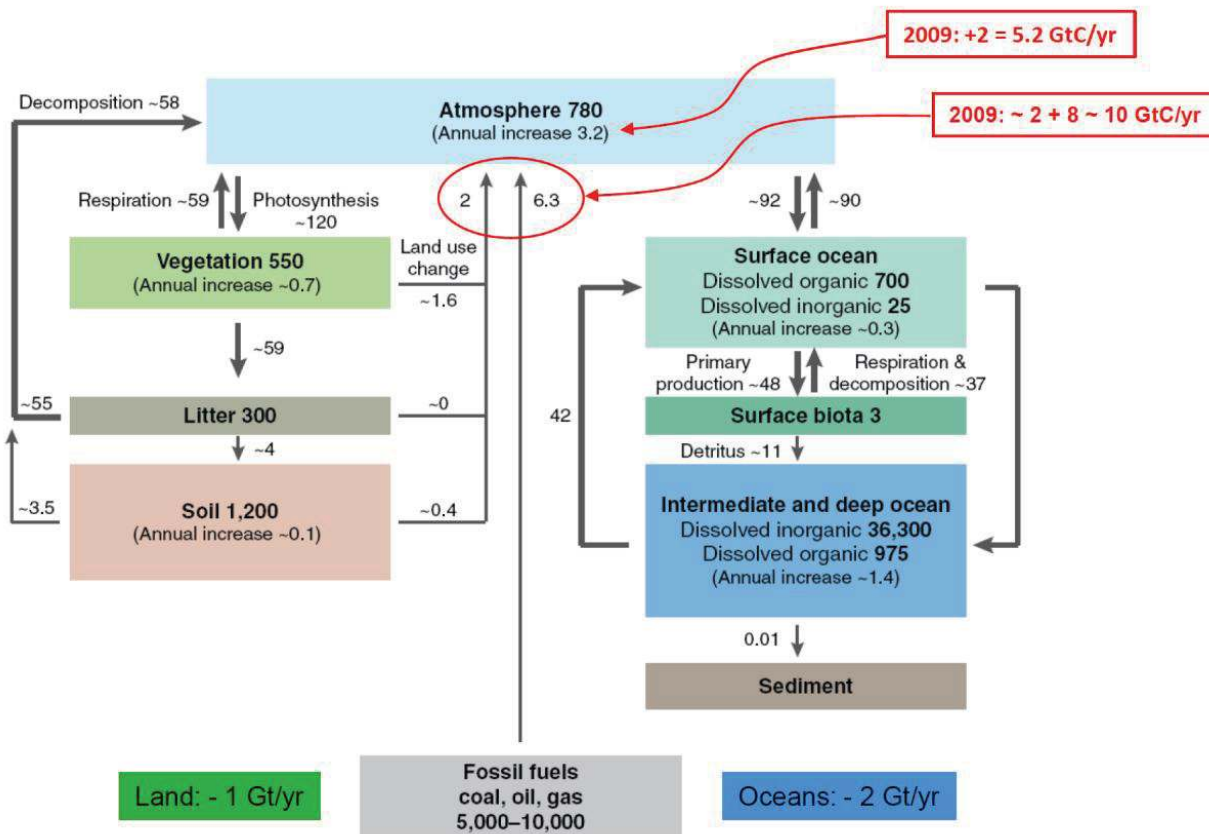 2009: +2 = 5.2 GtC/yr
Decomposition ~58
Atmosphere 780
(Annual increase 3.2)
2009: ~ 2 + 8 ~ 10 GtC/yr
Respiration ~59
Photosynthesis
~120
2
6.3
~92
~90
Vegetation 550
(Annual increase ~0.7)
Land use
change
~1.6
Surface ocean
Dissolved organic 700
Dissolved inorganic 25
(Annual increase ~0.3)
~59
Primary
production ~48
Respiration &
decomposition ~37
~55
Litter 300
~0
42
Surface biota 3
~4
Detritus ~11
~3.5
Soil 1,200
(Annual increase ~0.1)
~0.4
Intermediate and deep ocean
Dissolved inorganic 36,300
Dissolved organic 975
(Annual increase ~1.4)
0.01
Sediment
Land: - 1 Gt/yr
Fossil fuels
coal, oil, gas
5,000–10,000
Oceans: - 2 Gt/yr